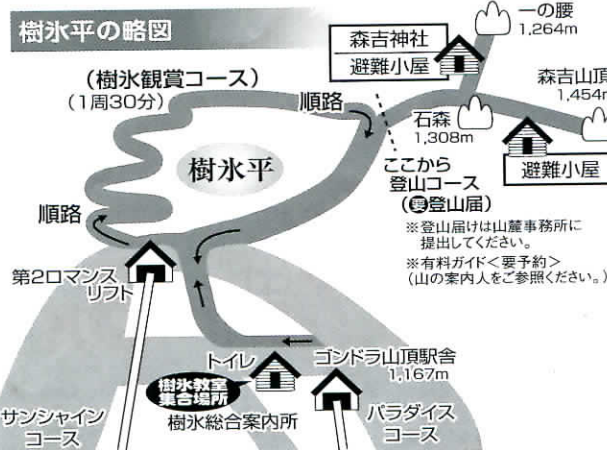 樹氷平の略図
一の腰
1,264m
森吉神社
避難小屋
森吉山頂
1,454m
(樹氷観賞コース)
(1周30分)
順路
石森
1,308m
避難小屋
樹氷平
ここから
登山コース
(要登山届)
※登山届けは山麓事務所に
提出してください。
※有料ガイド<要予約>
(山の案内人をご参照ください。)
順路
第2ロマンス
リフト
トイレ
ゴンドラ山頂駅舎
1,167m
樹氷教室
集合場所
樹氷総合案内所
サンシャイン
コース
パラダイス
コース